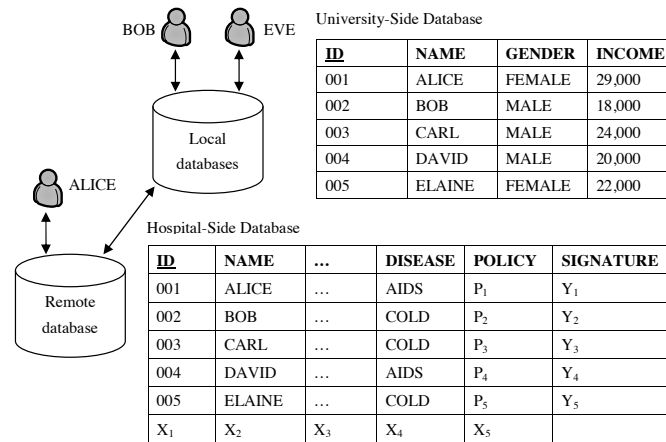 BOB EVE
Local
databases
ALICE
Remote
database
University-Side Database
ID NAME GENDER INCOME
001 ALICE FEMALE 29,000
002 BOB MALE 18,000
003 CARL MALE 24,000
004 DAVID MALE 20,000
005 ELAINE FEMALE 22,000
Hospital-Side Database
ID NAME … DISEASE POLICY SIGNATURE
001 ALICE … AIDS P₁ Y₁
002 BOB … COLD P₂ Y₂
003 CARL … COLD P₃ Y₃
004 DAVID … AIDS P₄ Y₄
005 ELAINE … COLD P₅ Y₅
X₁ X₂ X₃ X₄ X₅